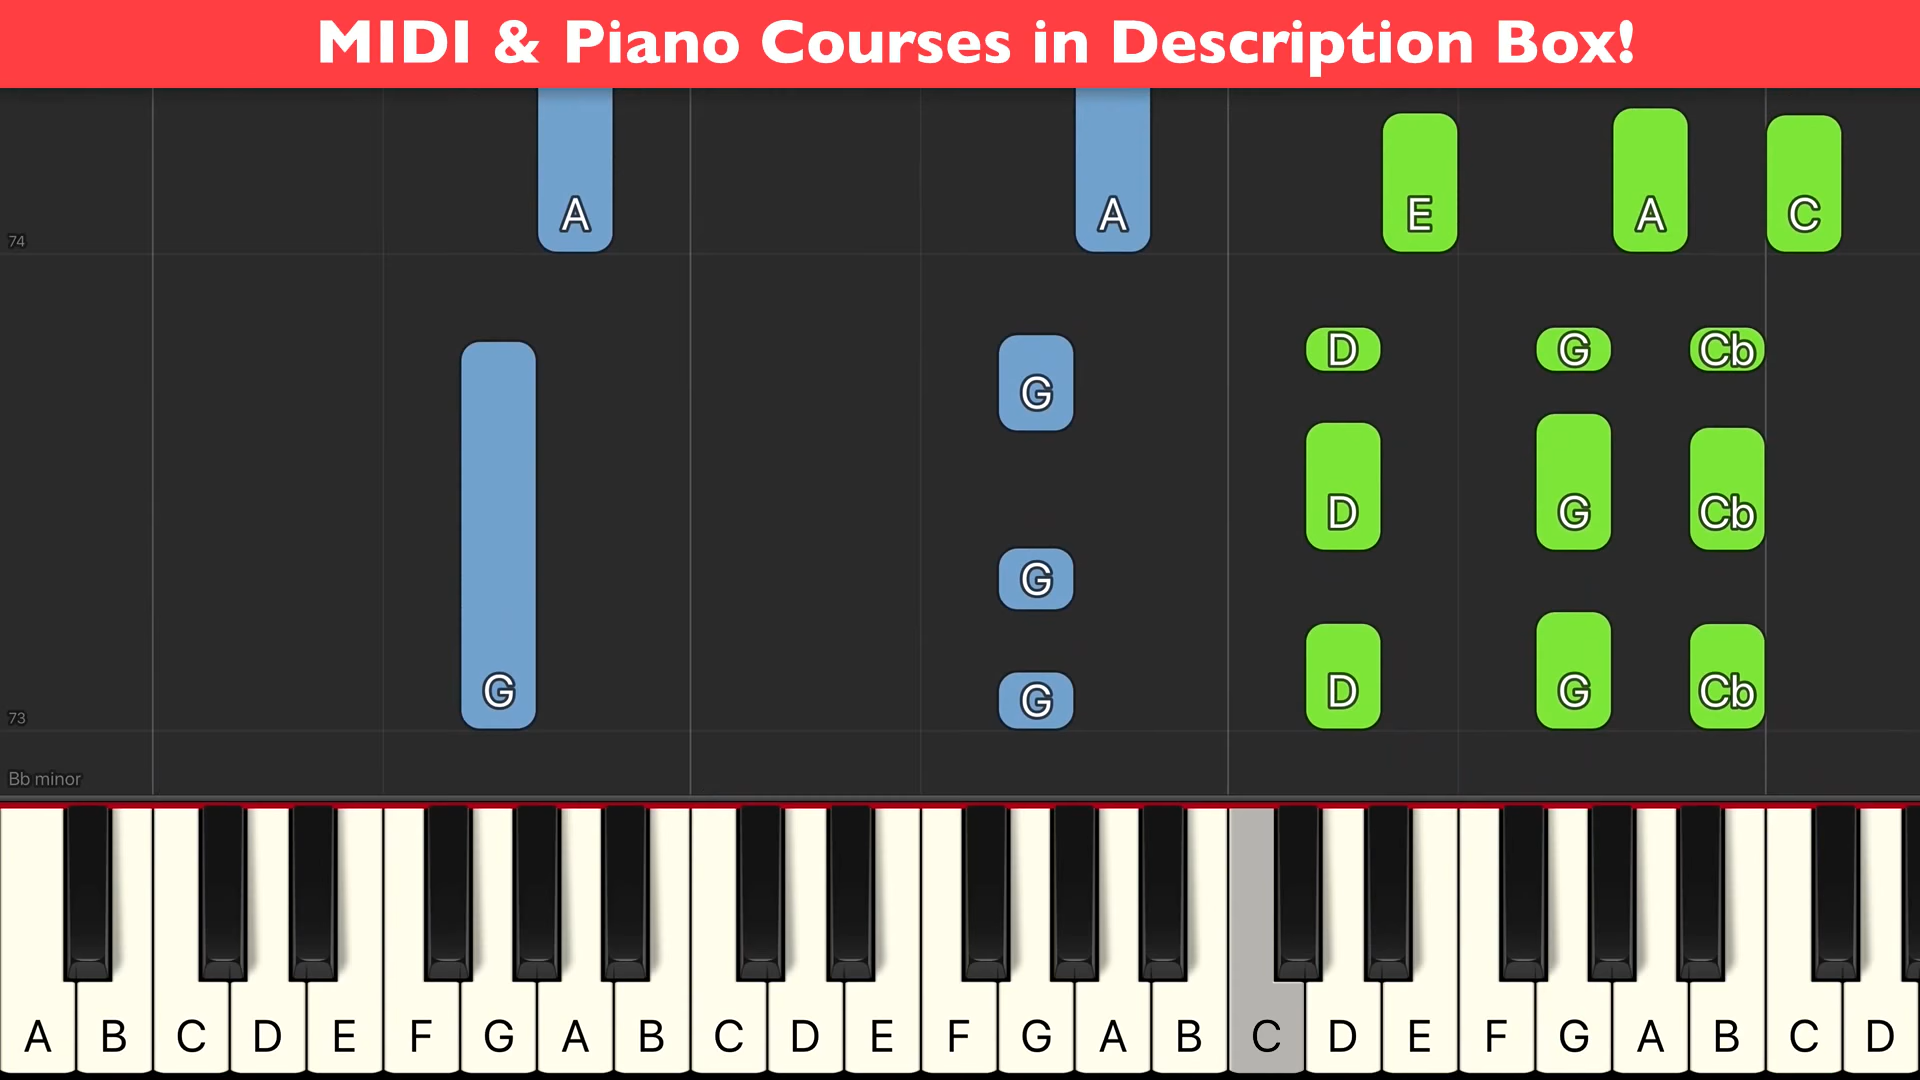 MIDI & Piano Courses in Description Box!
A A E A C
74
D G Cb
G
D G Cb
G
G D G Cb
G
73
Bb minor
A B C D E F G A B C D E F G A B C D E F G A B C D